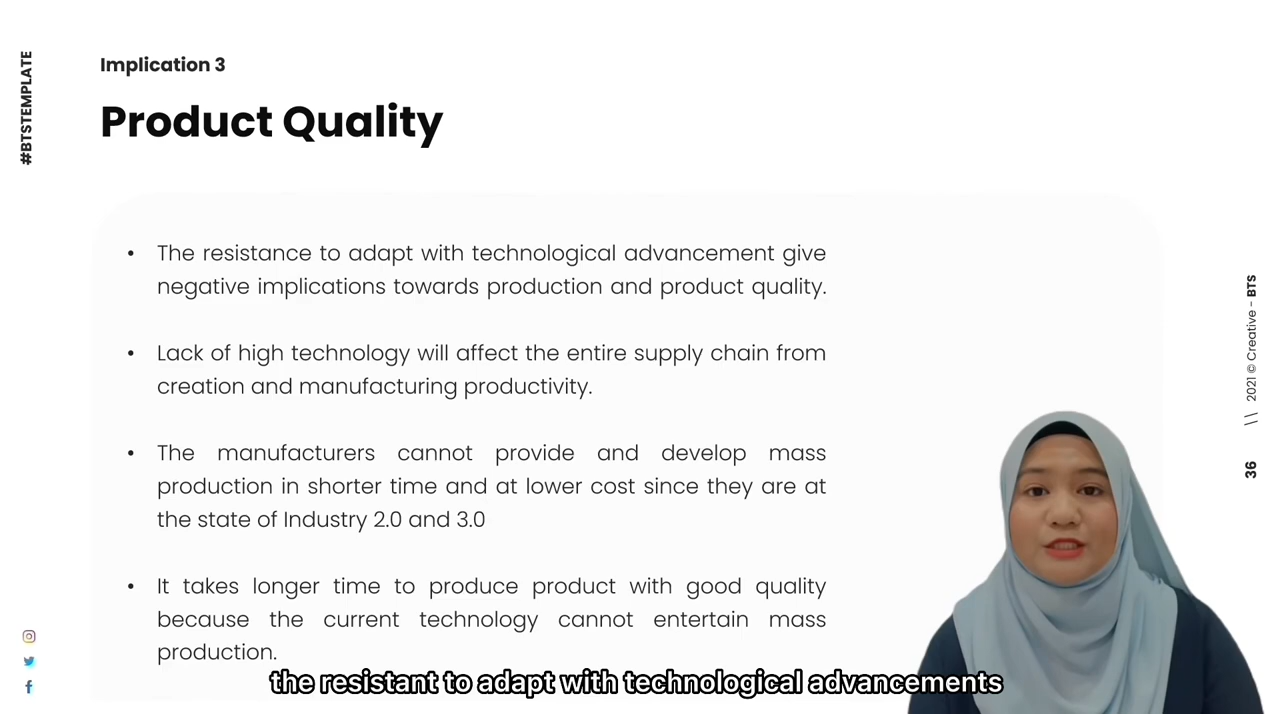 #BTSTEMPLATE
Implication 3
Product Quality
• The resistance to adapt with technological advancement give
negative implications towards production and product quality.
• Lack of high technology will affect the entire supply chain from
creation and manufacturing productivity.
• The manufacturers cannot provide and develop mass
production in shorter time and at lower cost since they are at
the state of Industry 2.0 and 3.0
• It takes longer time to produce product with good quality
because the current technology cannot entertain mass
production.
the resistant to adapt with technological advancements
36 \\ 2021 © Creative - BTS